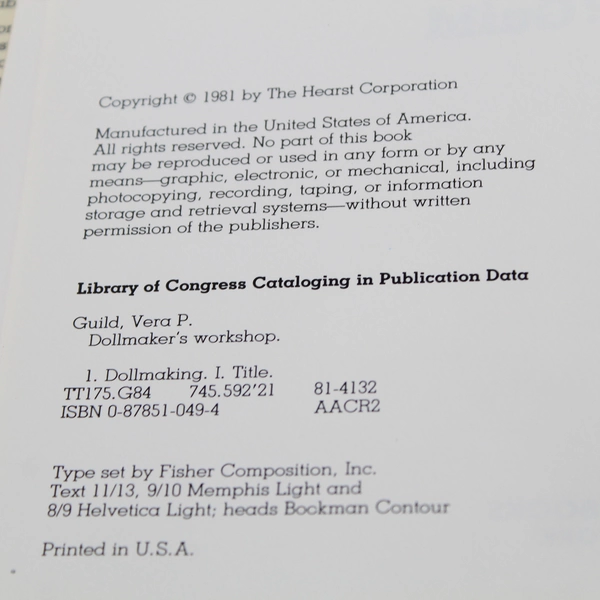 Copyright © 1981 by The Hearst Corporation
Manufactured in the United States of America.
All rights reserved. No part of this book
may be reproduced or used in any form or by any
means—graphic, electronic, or mechanical, including
photocopying, recording, taping, or information
storage and retrieval systems—without written
permission of the publishers.
Library of Congress Cataloging in Publication Data
Guild, Vera P.
Dollmaker's workshop.
1. Dollmaking. I. Title.
TT175.G84 745.592'21 81-4132
ISBN 0-87851-049-4 AACR2
Type set by Fisher Composition, Inc.
Text 11/13, 9/10 Memphis Light and
8/9 Helvetica Light; heads Bockman Contour
Printed in U.S.A.